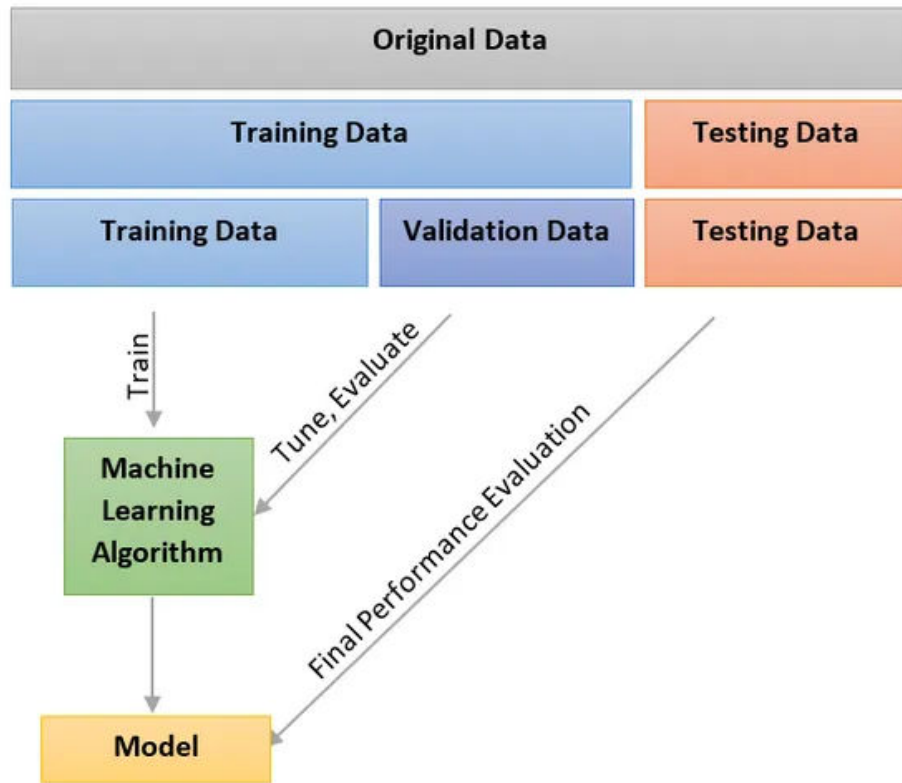 Original Data
Training Data
Testing Data
Training Data
Validation Data
Testing Data
Train
Tune, Evaluate
Final Performance Evaluation
Machine
Learning
Algorithm
Model